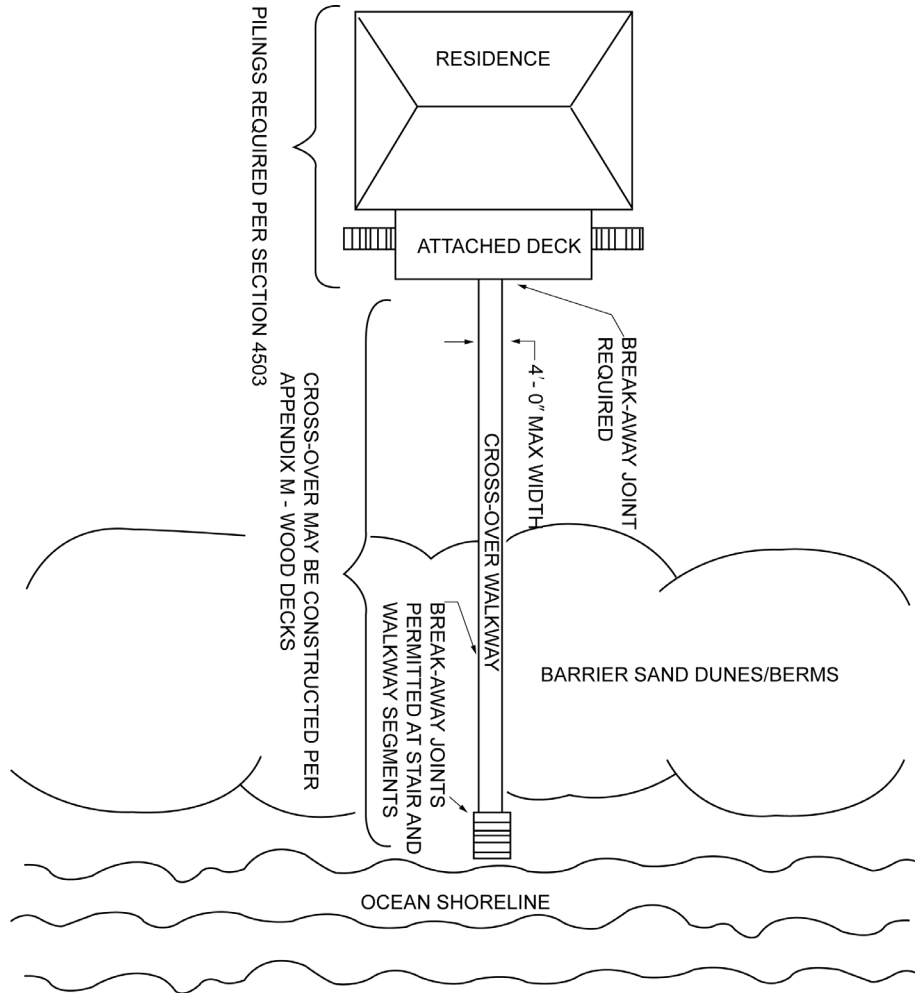 RESIDENCE
PILINGS REQUIRED PER SECTION 4503
ATTACHED DECK
BREAK-AWAY JOINT
REQUIRED
4'- 0" MAX WIDTH
CROSS-OVER MAY BE CONSTRUCTED PER
APPENDIX M - WOOD DECKS
CROSS-OVER WALKWAY
BREAK-AWAY JOINTS
PERMITTED AT STAIR AND
WALKWAY SEGMENTS
BARRIER SAND DUNES/BERMS
OCEAN SHORELINE